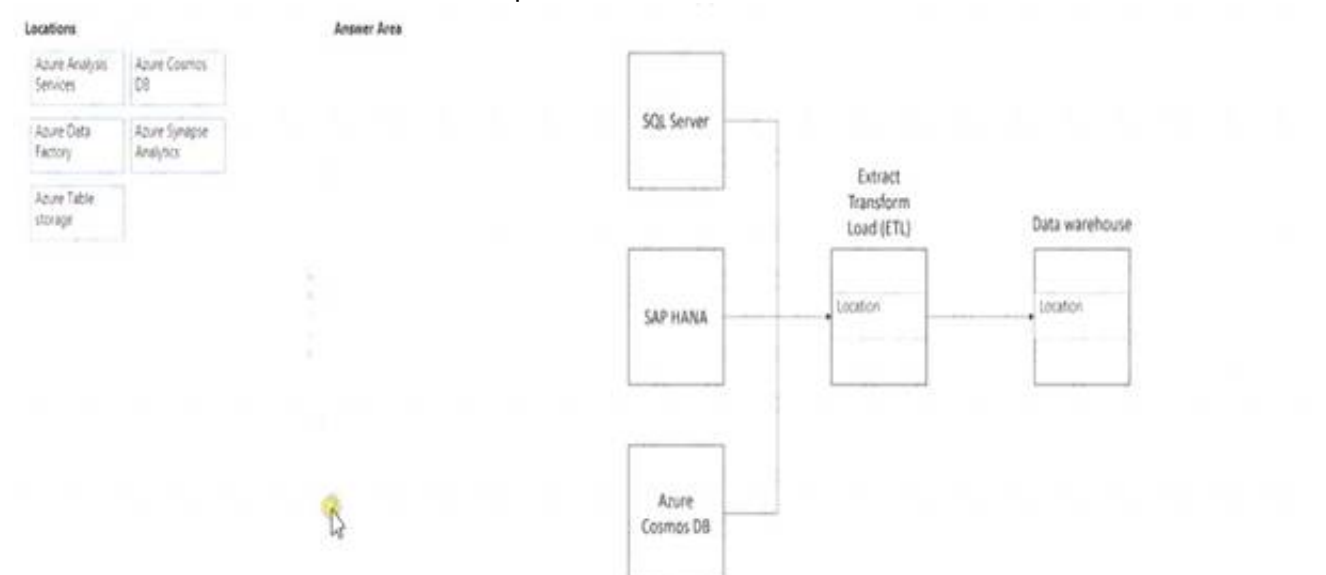 Locations
Answer Area
Azure Analysis
Services
Azure Cosmos
DB
Azure Data
Factory
Azure Synapse
Analytics
Azure Table
storage
SQL Server
SAP HANA
Azure
Cosmos DB
Extract
Transform
Load (ETL)
Location
Data warehouse
Location